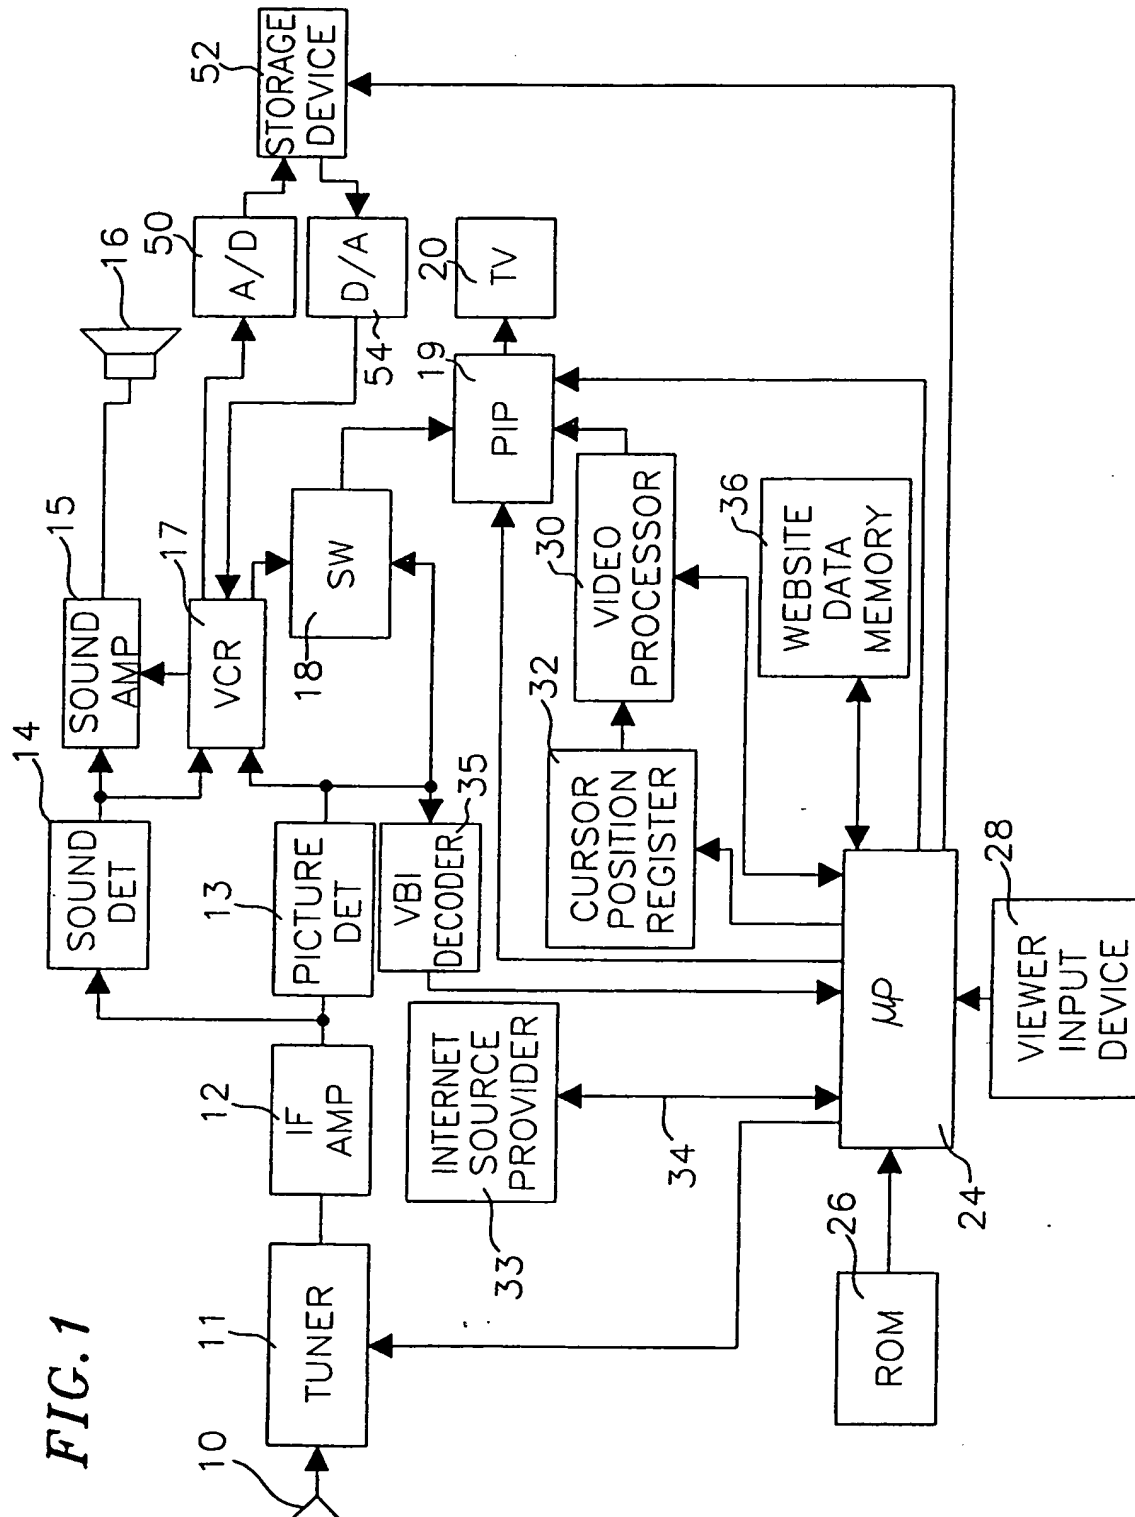 FIG.1
10
11
TUNER
12
IF
AMP
13
PICTURE
DET
14
SOUND
DET
15
SOUND
AMP
16
17
VCR
18
SW
50
A/D
52
STORAGE
DEVICE
54
D/A
19
PIP
20
TV
35
VBI
DECODER
33
INTERNET
SOURCE
PROVIDER
34
32
CURSOR
POSITION
REGISTER
30
VIDEO
PROCESSOR
36
WEBSITE
DATA
MEMORY
26
ROM
24
μP
28
VIEWER
INPUT
DEVICE